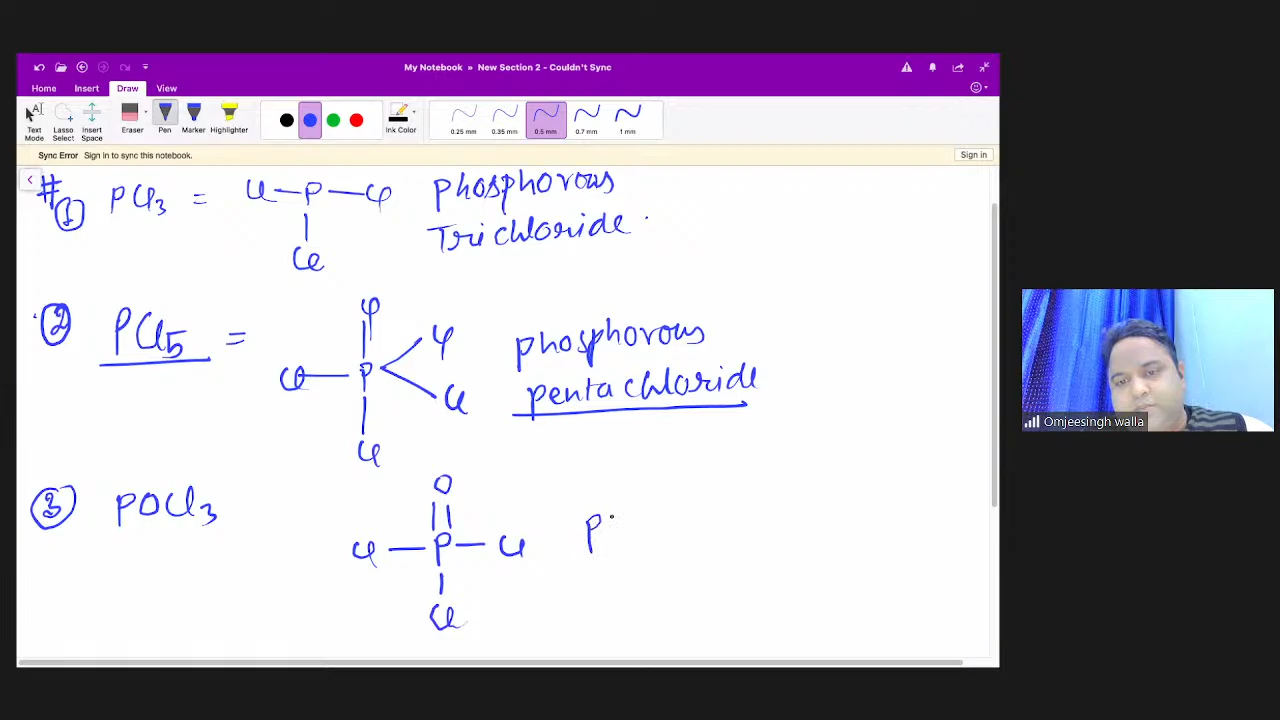 My Notebook » New Section 2 - Couldn't Sync
Home Insert Draw View
Text Mode Lasso Select Insert Space Eraser Pen Marker Highlighter Ink Color 0.25 mm 0.35 mm 0.5 mm 0.7 mm 1 mm
Sync Error Sign in to sync this notebook. Sign in
# ① PCl3 = Cl—P—Cl phosphorous
Trichloride
Cl
Cl
② PCl5 = Cl phosphorous
Cl—P pentachloride
Cl
Cl
O
③ POCl3
Cl—P—Cl P
Cl
Omjeesingh walla